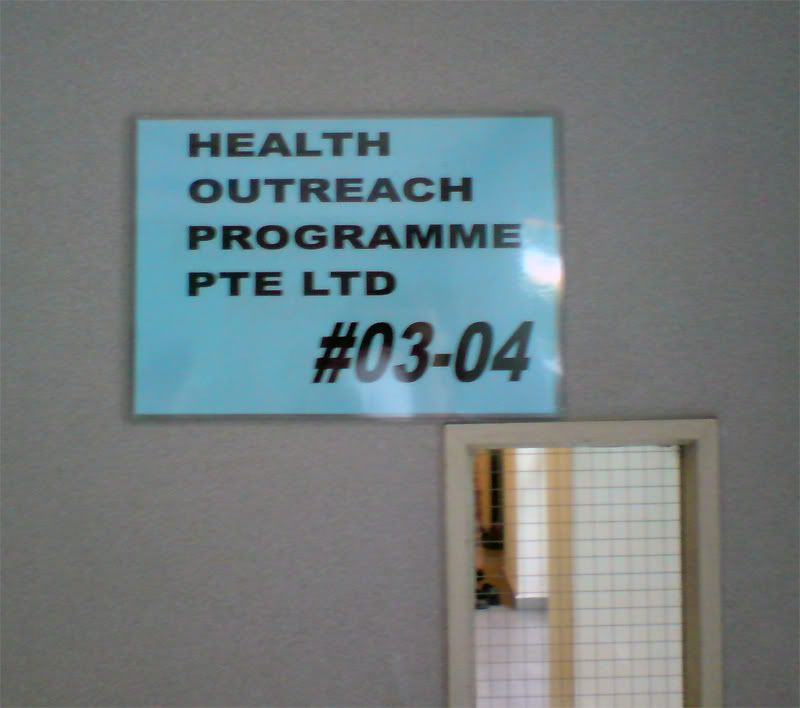 HEALTH
OUTREACH
PROGRAMME
PTE LTD
#03-04